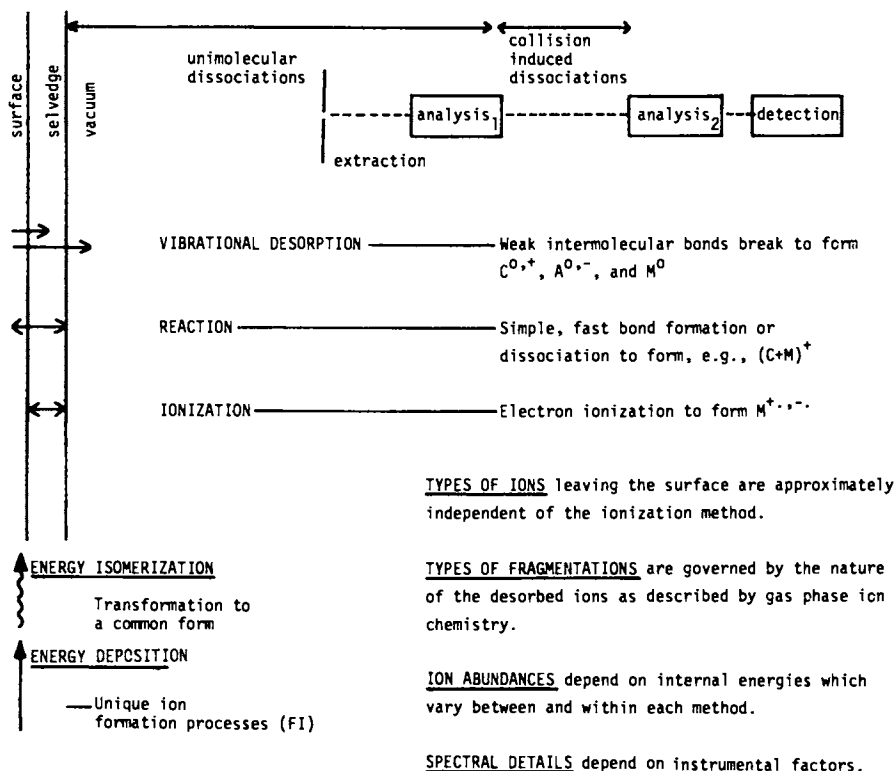 unimolecular
dissociations
collision
induced
dissociations
surface
selvedge
vacuum
analysis1
analysis2
detection
extraction
VIBRATIONAL DESORPTION
Weak intermolecular bonds break to form
C⁰,⁺, A⁰,⁻, and M⁰
REACTION
Simple, fast bond formation or
dissociation to form, e.g., (C+M)⁺
IONIZATION
Electron ionization to form M⁺·,⁻·
TYPES OF IONS leaving the surface are approximately
independent of the ionization method.
ENERGY ISOMERIZATION
Transformation to
a common form
ENERGY DEPOSITION
Unique ion
formation processes (FI)
TYPES OF FRAGMENTATIONS are governed by the nature
of the desorbed ions as described by gas phase icn
chemistry.
ION ABUNDANCES depend on internal energies which
vary between and within each method.
SPECTRAL DETAILS depend on instrumental factors.